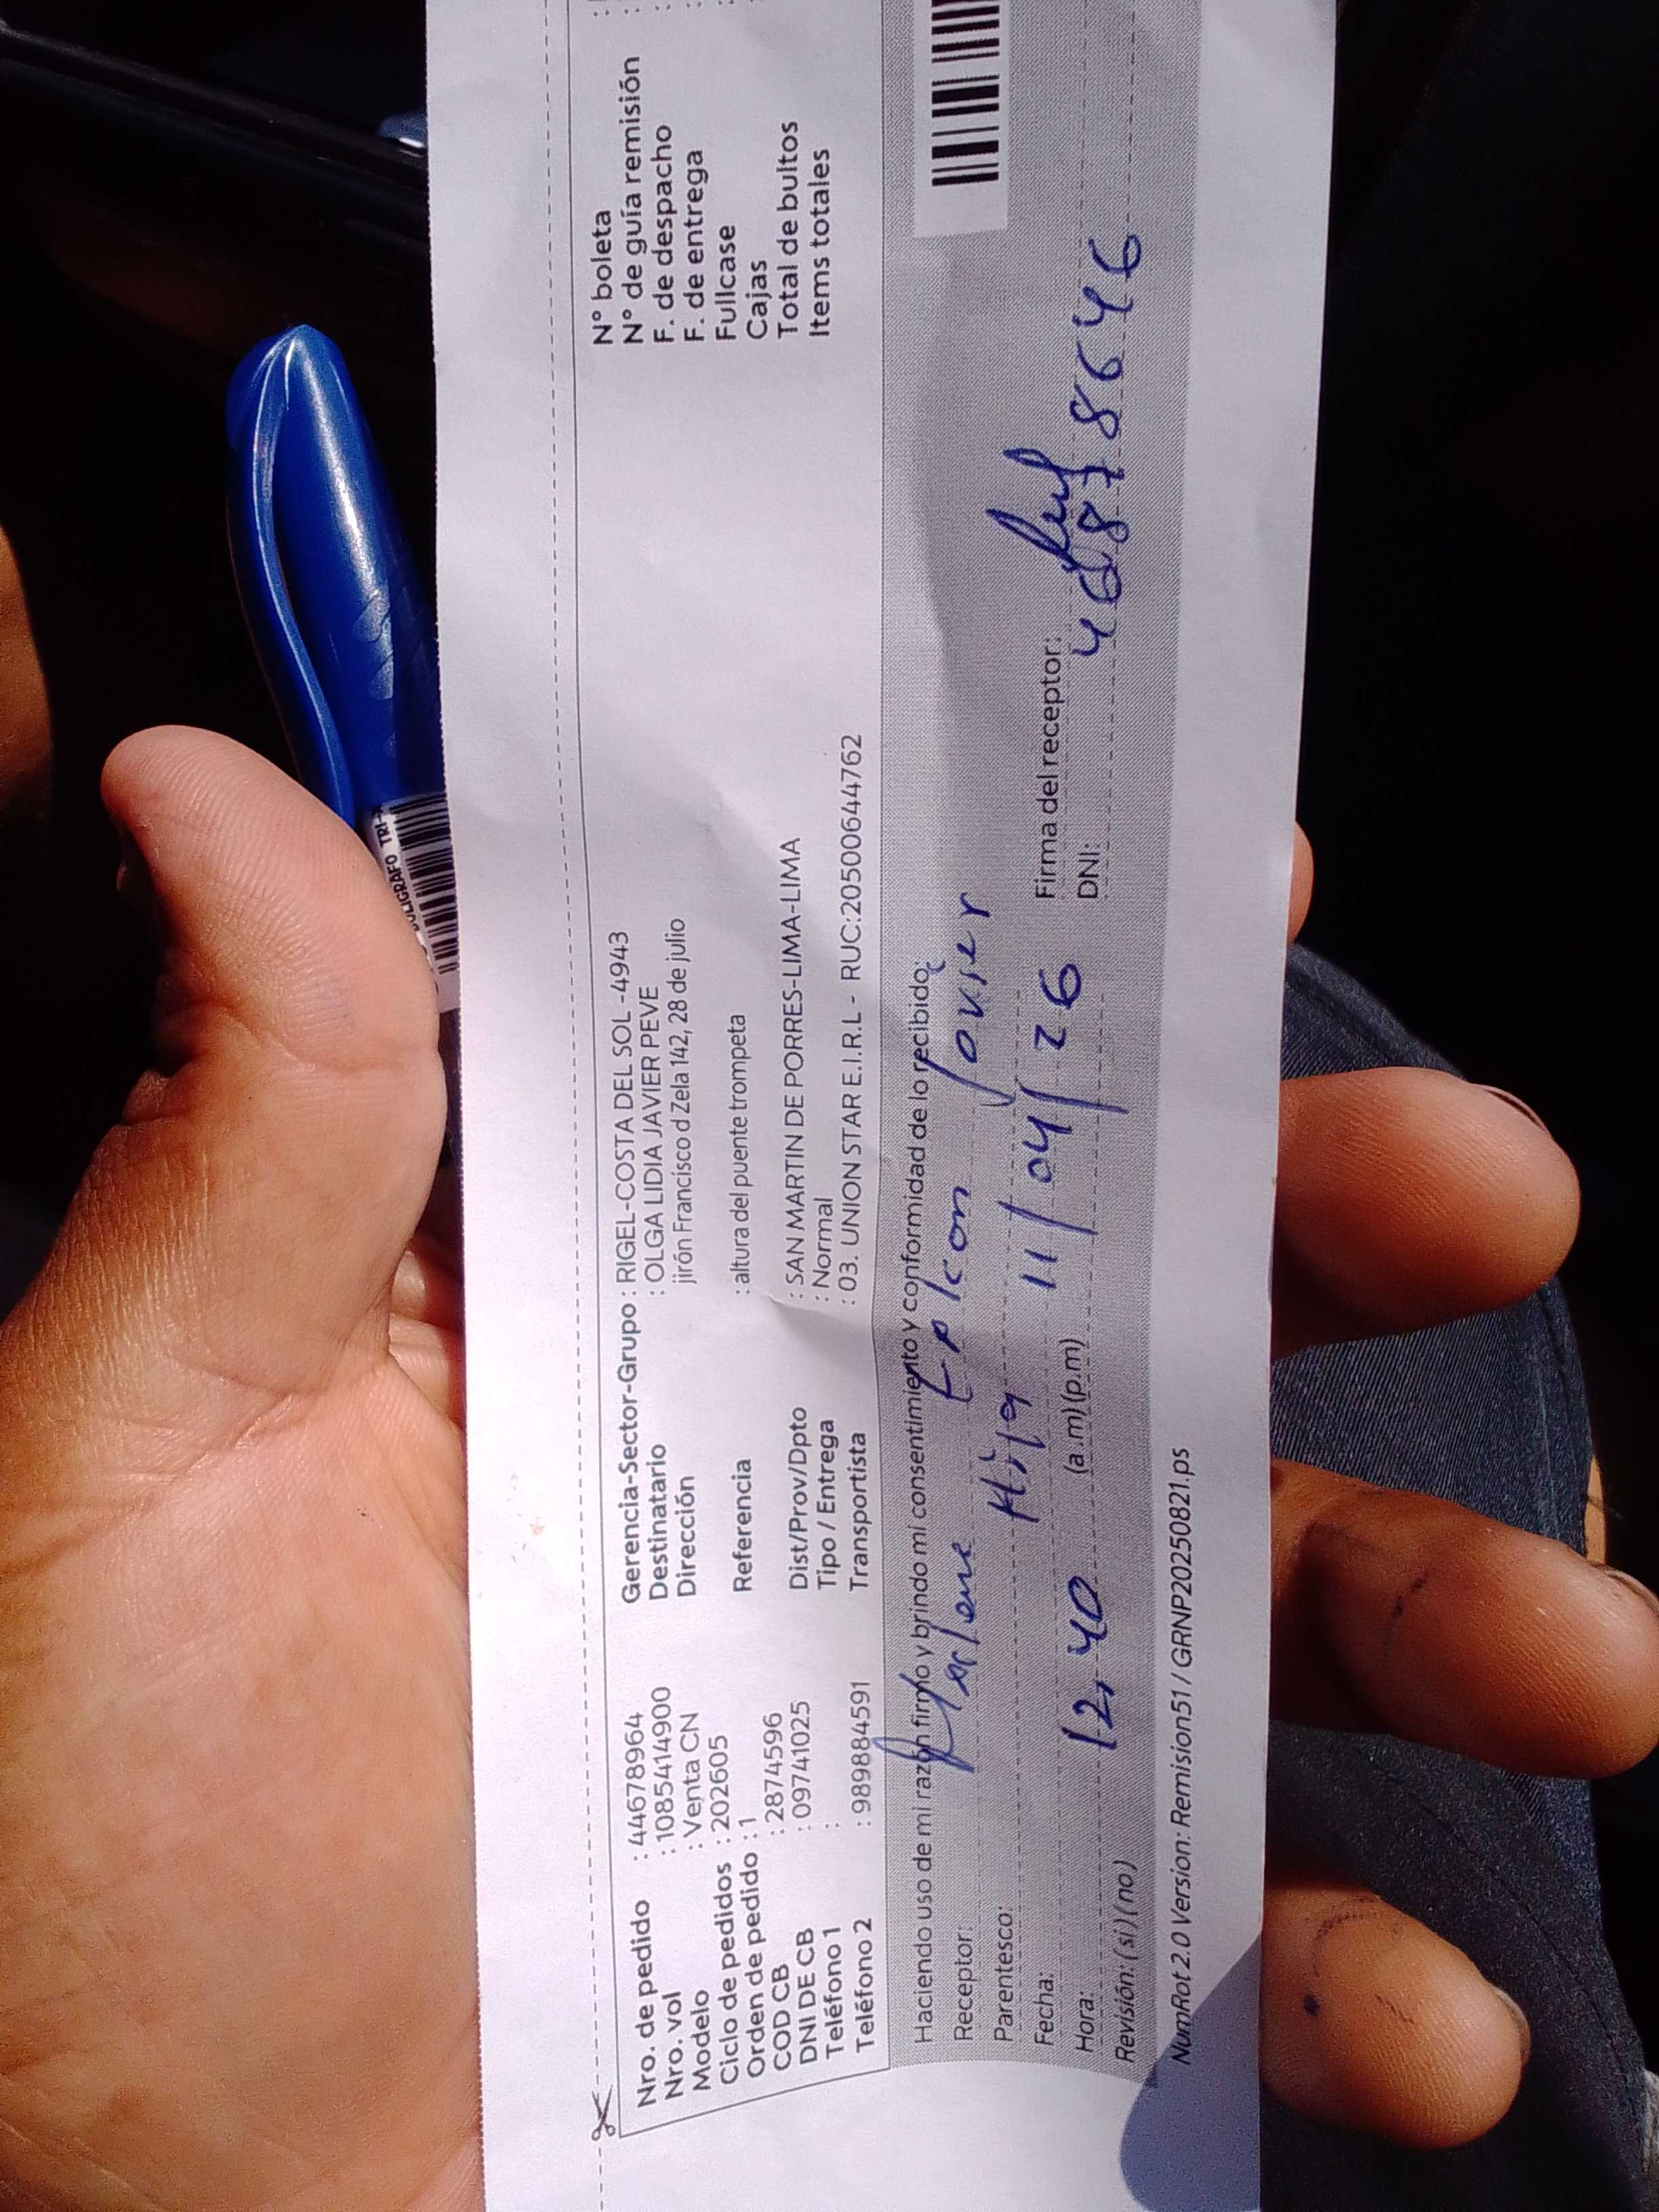 Nro. de pedido : 44678964
Nro. vol : 1085414900
Modelo : Venta CN
Ciclo de pedidos : 202605
Orden de pedido : 1
COD CB : 28744596
DNI DE CB : 09741025
Teléfono 1 :
Teléfono 2 : 989884591
Gerencia-Sector-Grupo : RIGEL-COSTA DEL SOL -4943
Destinatario : OLGA LIDIA JAVIER PEVE
Dirección jirón Francisco d Zela 142, 28 de julio
Referencia : altura del puente trompeta
Dist/Prov/Dpto : SAN MARTIN DE PORRES-LIMA-LIMA
Tipo / Entrega : Normal
Transportista : 03. UNION STAR E.I.R.L - RUC:20500644762
N° boleta :
N° de guía remisión :
F. de despacho :
F. de entrega :
Fullcase
Cajas
Total de bultos
Items totales
Haciendo uso de mi razón firmo y brindo mi consentimiento y conformidad de lo recibido:
Receptor:
Parentesco: Hija
Fecha: 11/04/26 Firma del receptor:
Hora: 12,40 (a.m) (p.m) DNI: 46878646
Revisión: (si) (no)
NumRot 2.0 Version: Remision51 / GRNP20250821.ps
BOLIGRAFO TRI-